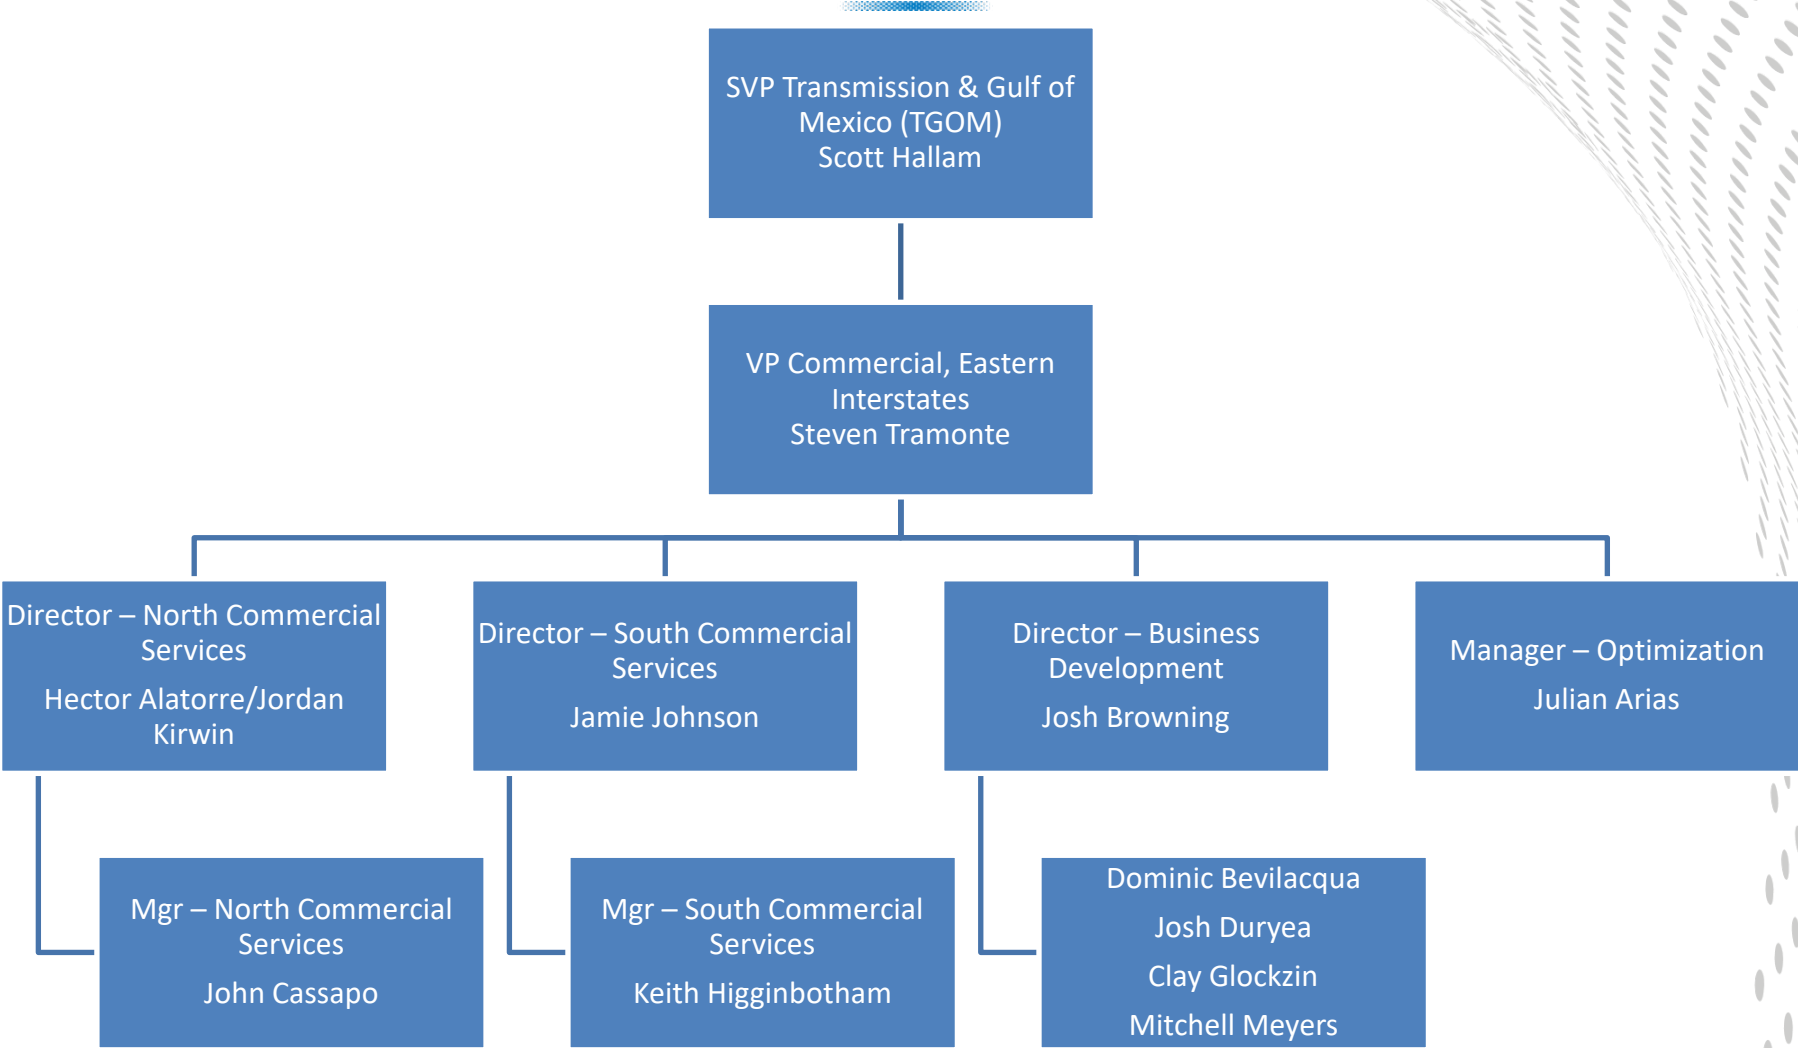 SVP Transmission & Gulf of
Mexico (TGOM)
Scott Hallam
VP Commercial, Eastern
Interstates
Steven Tramonte
Director – North Commercial
Services
Hector Alatorre/Jordan
Kirwin
Director – South Commercial
Services
Jamie Johnson
Director – Business
Development
Josh Browning
Manager – Optimization
Julian Arias
Mgr – North Commercial
Services
John Cassapo
Mgr – South Commercial
Services
Keith Higginbotham
Dominic Bevilacqua
Josh Duryea
Clay Glockzin
Mitchell Meyers